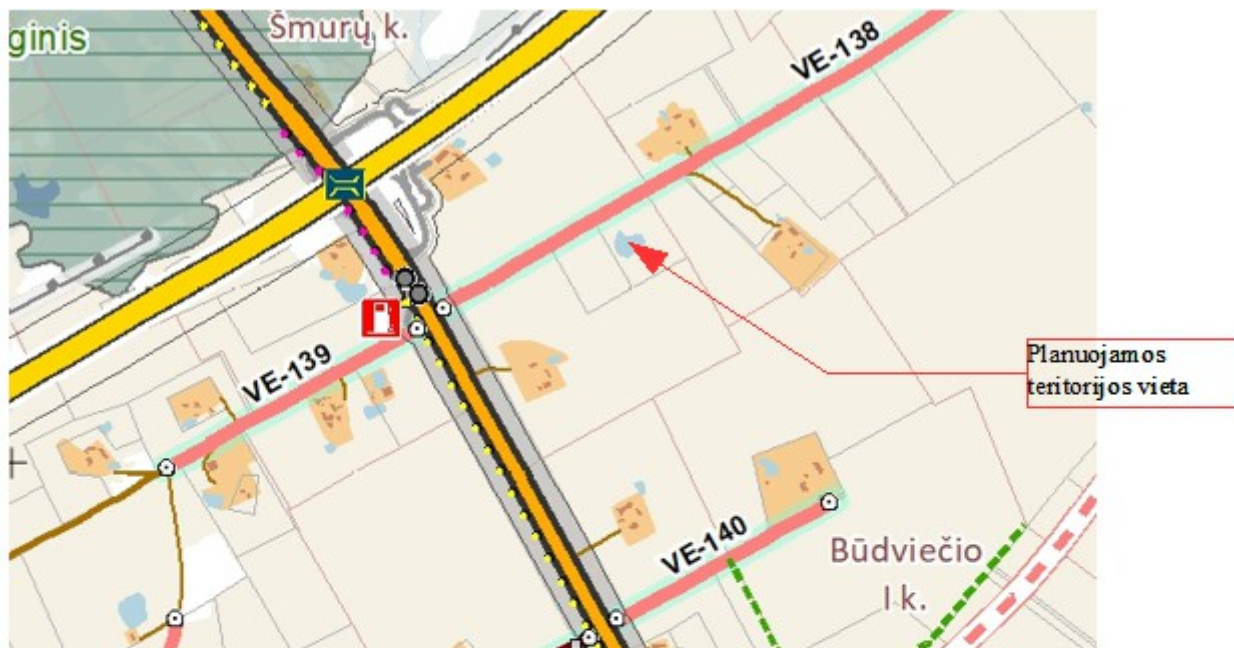 ginis
Šmurų k.
VE-138
VE-139
Planuojamos
teritorijos vieta
VE-140
Būdviečio
I k.